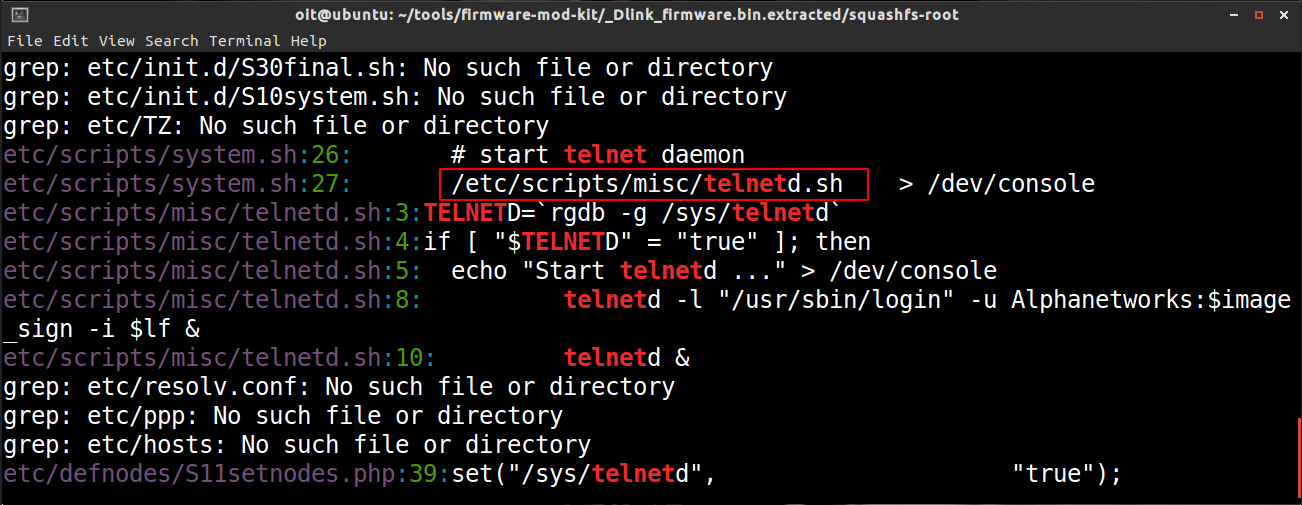 oit@ubuntu: ~/tools/firmware-mod-kit/_Dlink_firmware.bin.extracted/squashfs-root
File Edit View Search Terminal Help
grep: etc/init.d/S30final.sh: No such file or directory
grep: etc/init.d/S10system.sh: No such file or directory
grep: etc/TZ: No such file or directory
etc/scripts/system.sh:26:       # start telnet daemon
etc/scripts/system.sh:27:       /etc/scripts/misc/telnetd.sh    > /dev/console
etc/scripts/misc/telnetd.sh:3:TELNETD=`rgdb -g /sys/telnetd`
etc/scripts/misc/telnetd.sh:4:if [ "$TELNETD" = "true" ]; then
etc/scripts/misc/telnetd.sh:5:  echo "Start telnetd ..." > /dev/console
etc/scripts/misc/telnetd.sh:8:          telnetd -l "/usr/sbin/login" -u Alphanetworks:$image
_sign -i $lf &
etc/scripts/misc/telnetd.sh:10:         telnetd &
grep: etc/resolv.conf: No such file or directory
grep: etc/ppp: No such file or directory
grep: etc/hosts: No such file or directory
etc/defnodes/S11setnodes.php:39:set("/sys/telnetd",                     "true");